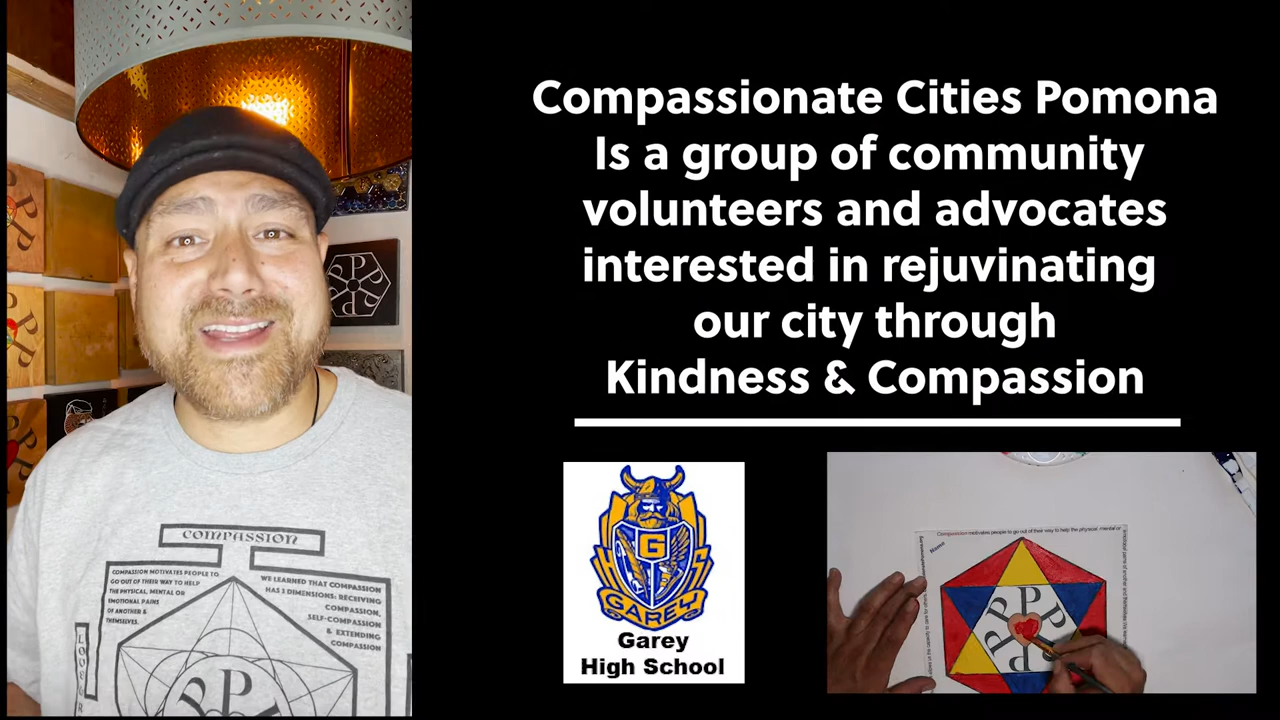 Compassionate Cities Pomona
Is a group of community
volunteers and advocates
interested in rejuvinating
our city through
Kindness & Compassion
G
H S
GAREY
Garey
High School
COMPASSION
COMPASSION MOTIVATES PEOPLE TO
GO OUT OF THEIR WAY TO HELP
THE PHYSICAL, MENTAL OR
EMOTIONAL PAINS
OF ANOTHER &
THEMSELVES.
WE LEARNED THAT COMPASSION
HAS 3 DIMENSIONS: RECEIVING
COMPASSION,
SELF-COMPASSION
& EXTENDING
COMPASSION
Compassion motivates people to go out of their way to help the physical, mental or
Name